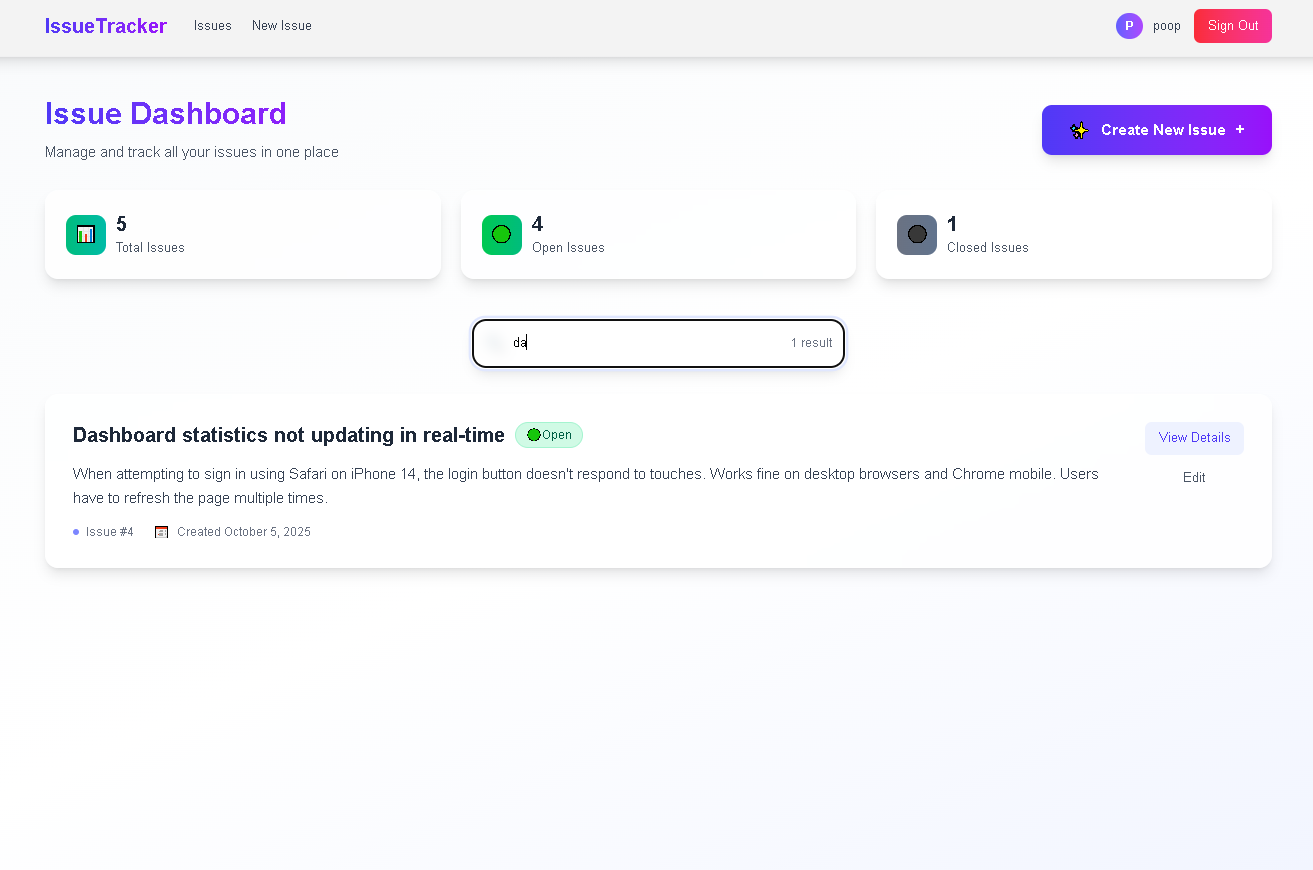 IssueTracker Issues New Issue P poop Sign Out
Issue Dashboard
Manage and track all your issues in one place
Create New Issue +
5
Total Issues
4
Open Issues
1
Closed Issues
da 1 result
Dashboard statistics not updating in real-time Open
View Details
When attempting to sign in using Safari on iPhone 14, the login button doesn't respond to touches. Works fine on desktop browsers and Chrome mobile. Users
have to refresh the page multiple times.
Edit
Issue #4 Created October 5, 2025